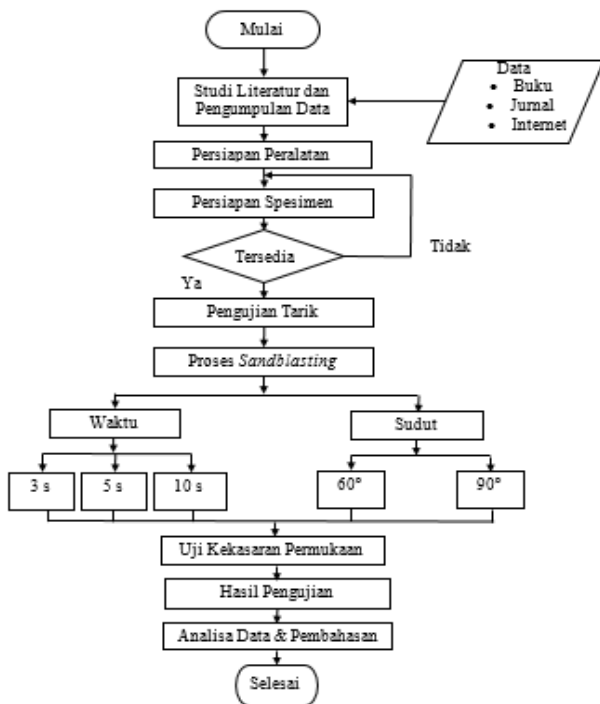 Mulai
Studi Literatur dan
Pengumpulan Data
Data
• Buku
• Jurnal
• Internet
Persiapan Peralatan
Persiapan Spesimen
Tersedia
Tidak
Ya
Pengujian Tarik
Proses Sandblasting
Waktu
Sudut
3 s
5 s
10 s
60°
90°
Uji Kekasaran Permukaan
Hasil Pengujian
Analisa Data & Pembahasan
Selesai